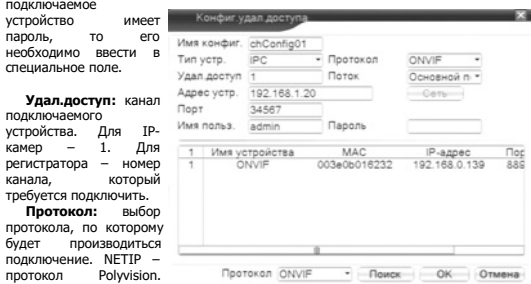 подключаемое
устройство имеет
пароль, то его
необходимо ввести в
специальное поле.
Удал.доступ: канал
подключаемого
устройства. Для IP-
камер – 1. Для
регистратора – номер
канала, который
требуется подключить.
Протокол: выбор
протокола, по которому
будет производиться
подключение. NETIP –
протокол Polyvision.
Конфиг удал.доступа
Имя конфиг. chConfig01
Тип устр. IPC Протокол ONVIF
Удал.доступ 1 Поток Основной п
Адрес устр. 192.168.1.20 Сеть
Порт 34567
Имя польз. admin Пароль
1 Имя устройства MAC IP-адрес Пор
1 ONVIF 003e0b016232 192.168.0.139 889
Протокол ONVIF Поиск OK Отмена